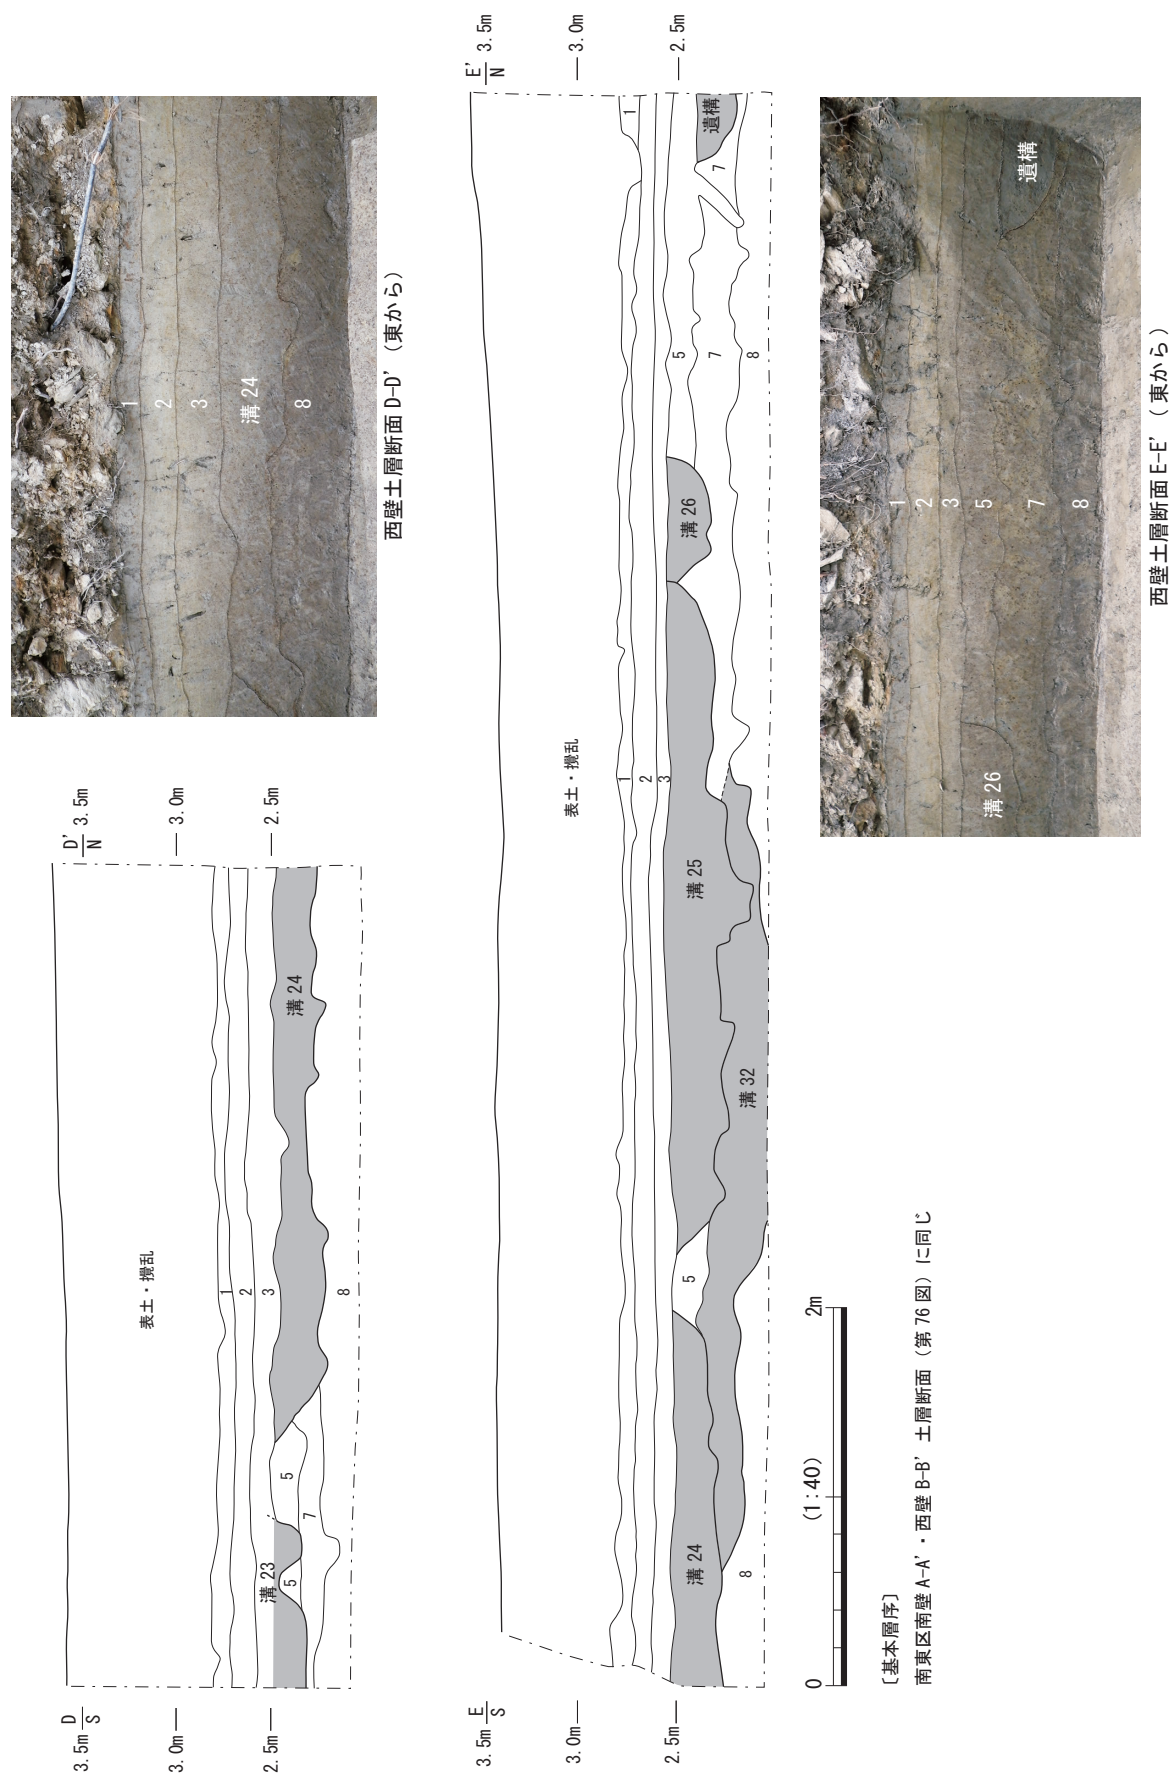 D
S
3.5m
3.0m
2.5m
D'
N
3.5m
3.0m
2.5m
表土・攪乱
1
2
3
溝 23
5
5
7
溝 24
8
1
2
3
溝 24
8
西壁土層断面 D-D' (東から)
E
S
3.5m
3.0m
2.5m
E'
N
3.5m
3.0m
2.5m
表土・攪乱
1
2
3
溝 24
8
5
溝 32
溝 25
溝 26
5
7
8
7
1
遺構
溝 26
1
2
3
5
7
8
遺構
西壁土層断面 E-E' (東から)
0
(1:40)
2m
〔基本層序〕
南東区南壁 A-A'・西壁 B-B' 土層断面（第 76 図）に同じ